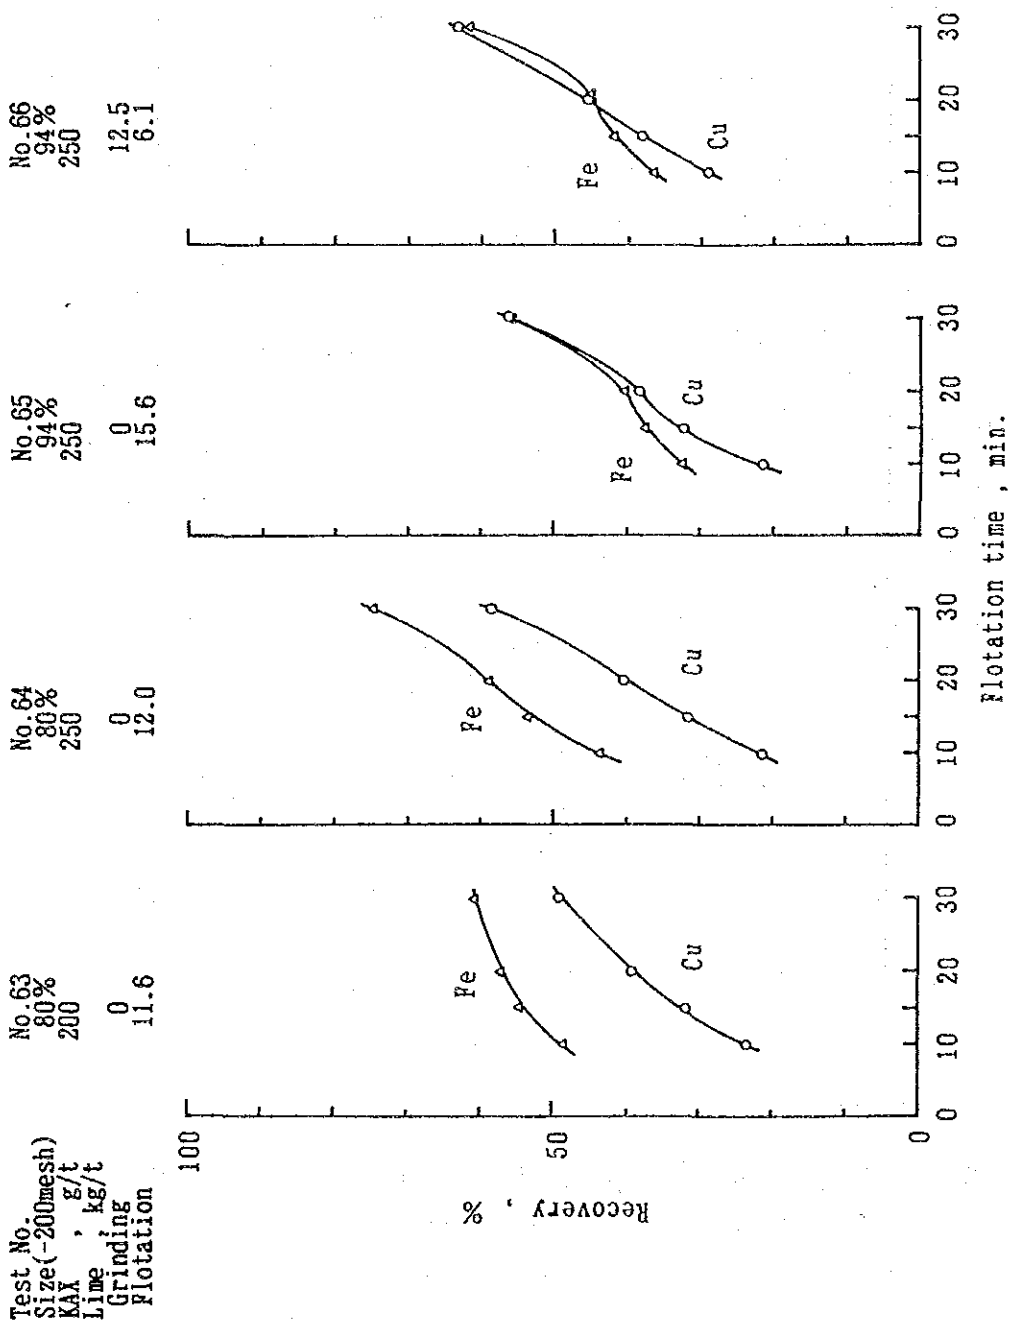 Test No. No.63 No.64 No.65 No.66
Size(-200mesh) 80% 80% 94% 94%
KAX , g/t 200 250 250 250
Lime , kg/t
Grinding 0 0 0 12.5
Flotation 11.6 12.0 15.6 6.1
100
50
0
Recovery , %
Fe
Cu
0 10 20 30
Fe
Cu
0 10 20 30
Fe
Cu
0 10 20 30
Fe
Cu
0 10 20 30
Flotation time , min.